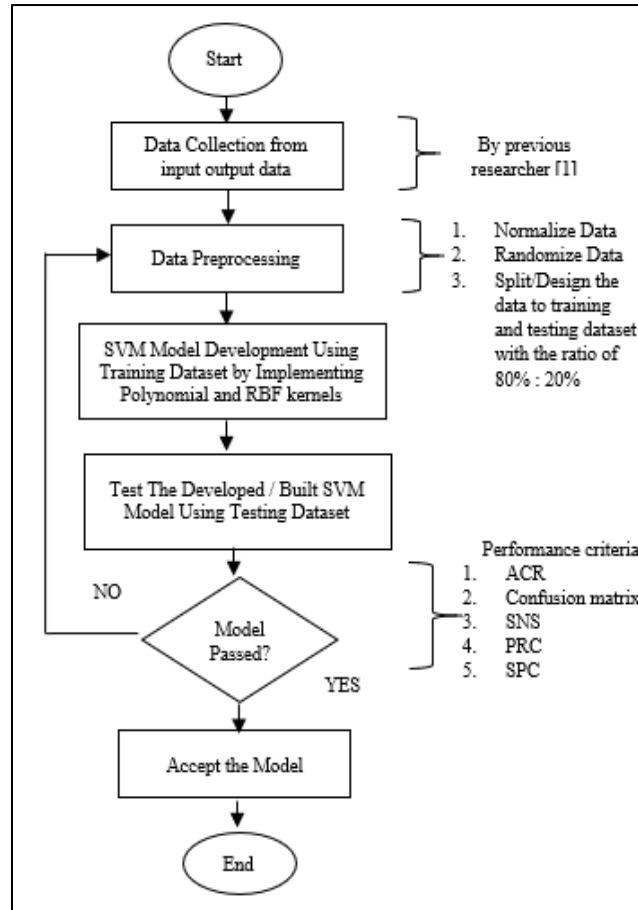 Start
Data Collection from
input output data
By previous
researcher [1]
Data Preprocessing
1. Normalize Data
2. Randomize Data
3. Split/Design the
data to training
and testing dataset
with the ratio of
80% : 20%
SVM Model Development Using
Training Dataset by Implementing
Polynomial and RBF kernels
Test The Developed / Built SVM
Model Using Testing Dataset
Performance criteria
1. ACR
2. Confusion matrix
3. SNS
4. PRC
5. SPC
NO
Model
Passed?
YES
Accept the Model
End